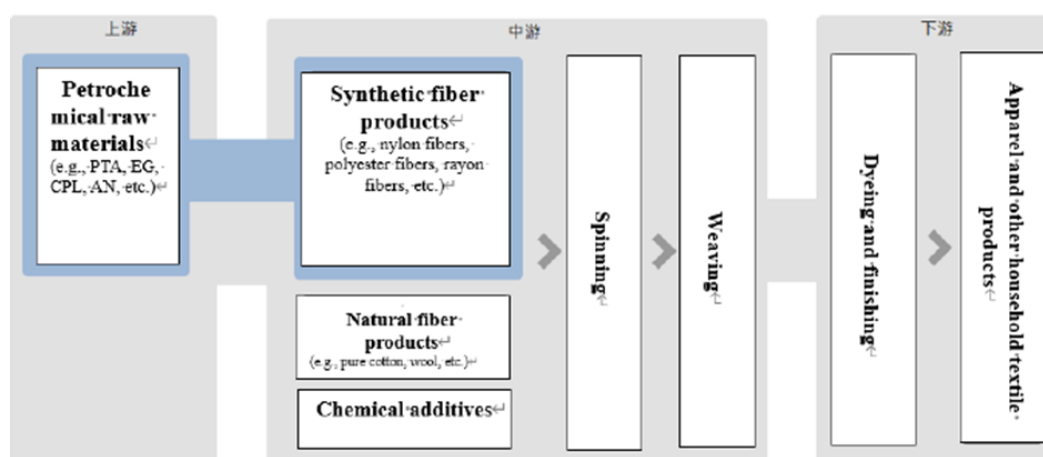 上游
Petroche
mical raw
materials
(e.g., PTA, EG,
CPL, AN, etc.)
中游
Synthetic fiber
products
(e.g., nylon fibers,
polyester fibers, rayon
fibers, etc.)
Natural fiber
products
(e.g., pure cotton, wool, etc.)
Chemical additives
Spinning
Weaving
下游
Dyeing and finishing
Apparel and other household textile
products